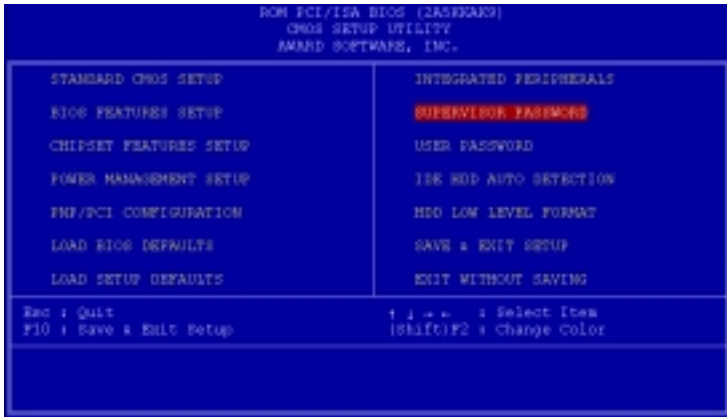 ROM PCI/ISA BIOS (2A5KKAK9)
CMOS SETUP UTILITY
AWARD SOFTWARE, INC.
STANDARD CMOS SETUP
BIOS FEATURES SETUP
CHIPSET FEATURES SETUP
POWER MANAGEMENT SETUP
PNP/PCI CONFIGURATION
LOAD BIOS DEFAULTS
LOAD SETUP DEFAULTS
INTEGRATED PERIPHERALS
SUPERVISOR PASSWORD
USER PASSWORD
IDE HDD AUTO DETECTION
HDD LOW LEVEL FORMAT
SAVE & EXIT SETUP
EXIT WITHOUT SAVING
Esc : Quit
F10 : Save & Exit Setup
↑ ↓ → ← : Select Item
(Shift)F2 : Change Color